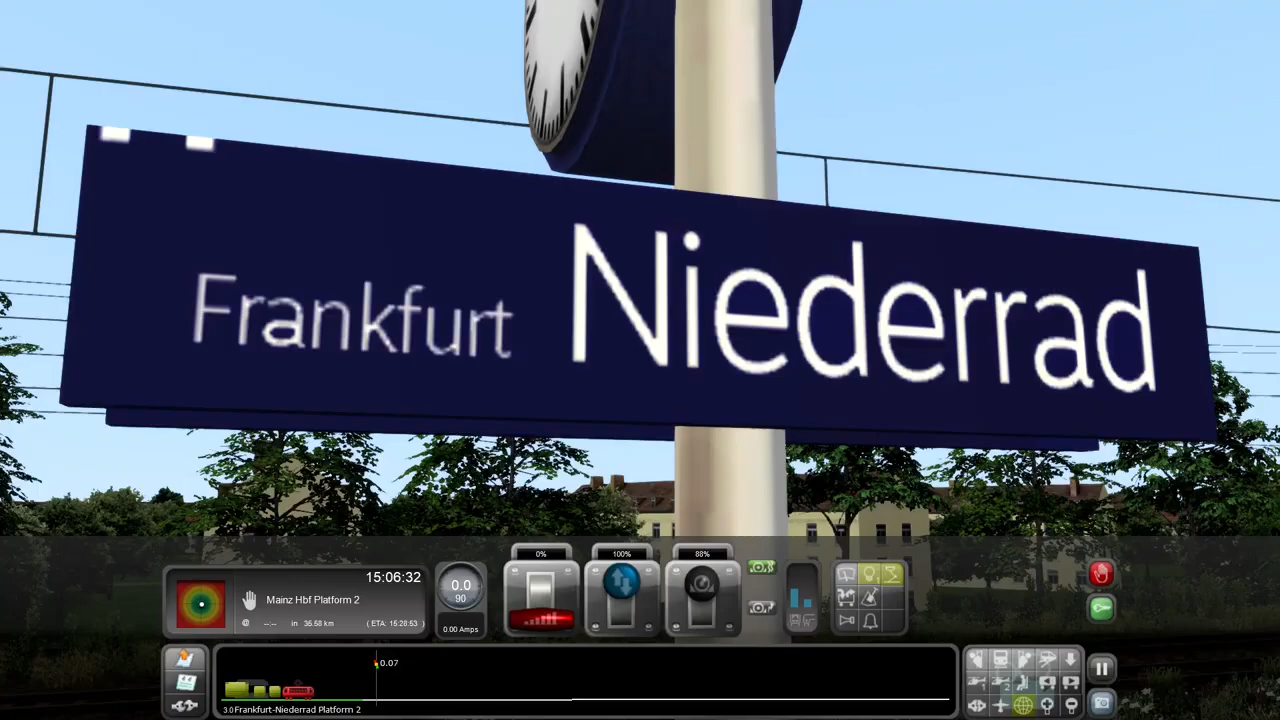 Frankfurt Niederrad
0% 100% 88%
15:06:32
Mainz Hbf Platform 2
@ --:-- in 36.58 km ( ETA: 15:28:53 )
0.0
90
0.00 Amps
0.07
3.0 Frankfurt-Niederrad Platform 2
2